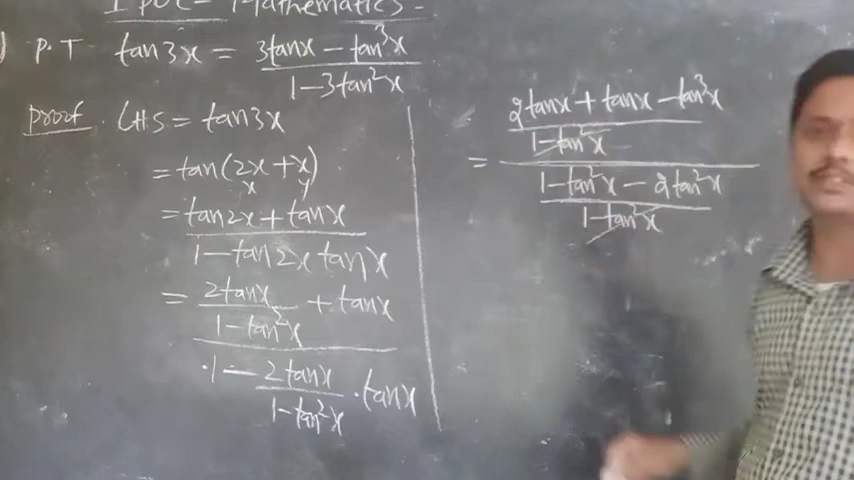 I PUC - Mathematics -
) P.T tan3x = 3tanx - tan³x / 1-3tan²x
proof. LHS = tan3x
= tan(2x + x)
x y
= tan2x + tanx / 1 - tan2x tanx
= 2tanx / 1-tan²x + tanx
1 - 2tanx / 1-tan²x . tanx
= 2tanx + tanx - tan³x / 1-tan²x
1-tan²x - 2tan²x / 1-tan²x